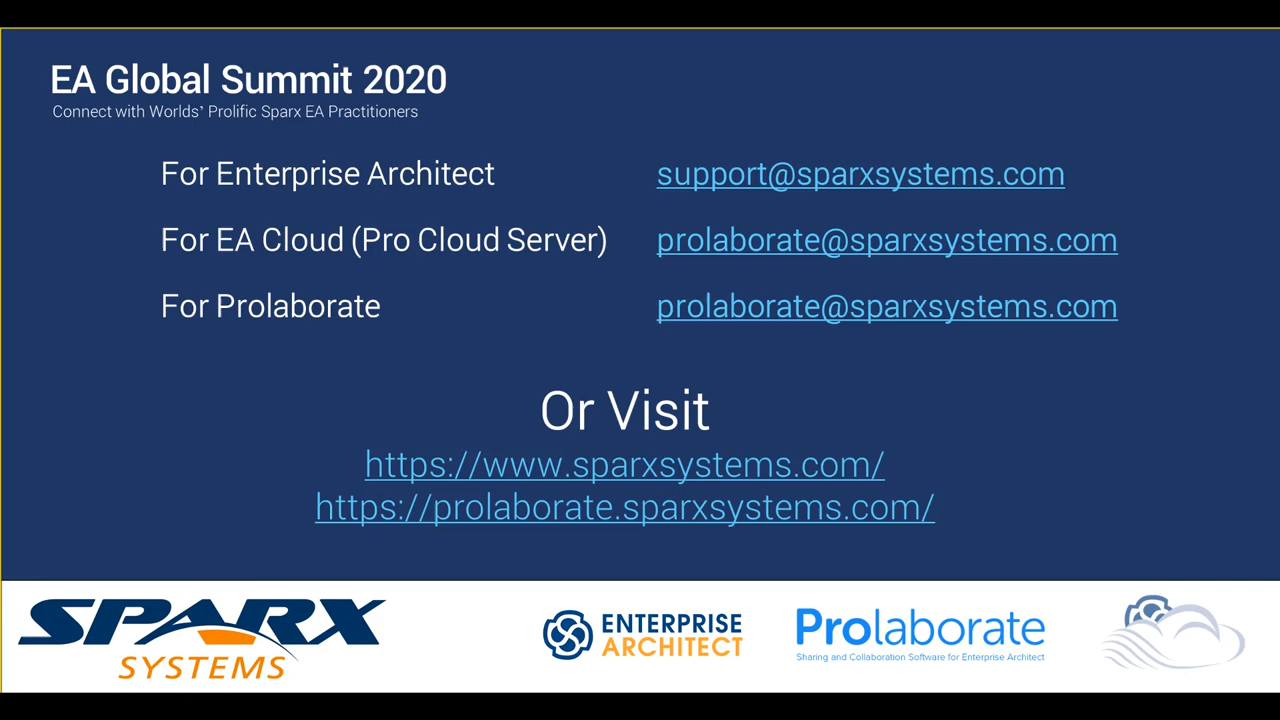 EA Global Summit 2020
Connect with Worlds’ Prolific Sparx EA Practitioners
For Enterprise Architect support@sparxsystems.com
For EA Cloud (Pro Cloud Server) prolaborate@sparxsystems.com
For Prolaborate prolaborate@sparxsystems.com
Or Visit
https://www.sparxsystems.com/
https://prolaborate.sparxsystems.com/
SPARX
SYSTEMS
ENTERPRISE
ARCHITECT
Prolaborate
Sharing and Collaboration Software for Enterprise Architect